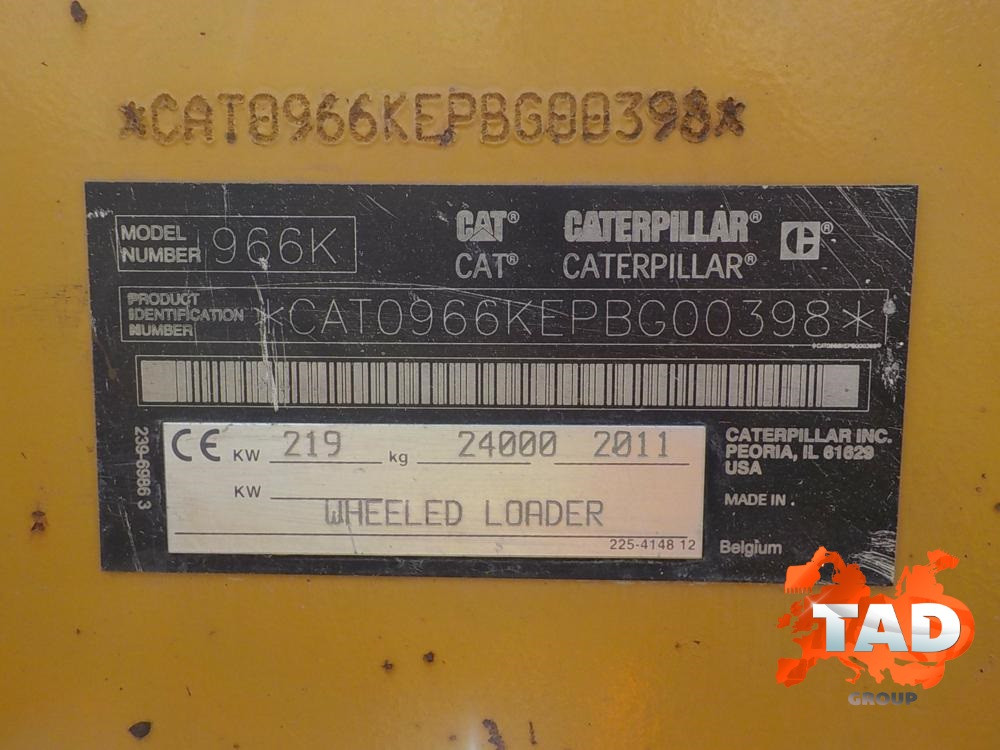 *CAT0966KEPBG00398*
MODEL NUMBER 966K
CAT® CATERPILLAR® CE®
CAT® CATERPILLAR®
PRODUCT IDENTIFICATION NUMBER *CAT0966KEPBG00398*
*CAT0966KEPBG00398*
239-6986 3
CE KW 219 kg 24000 2011
KW
WHEELED LOADER
225-4148 12
CATERPILLAR INC.
PEORIA, IL 61629
USA
MADE IN .
Belgium
TAD
GROUP